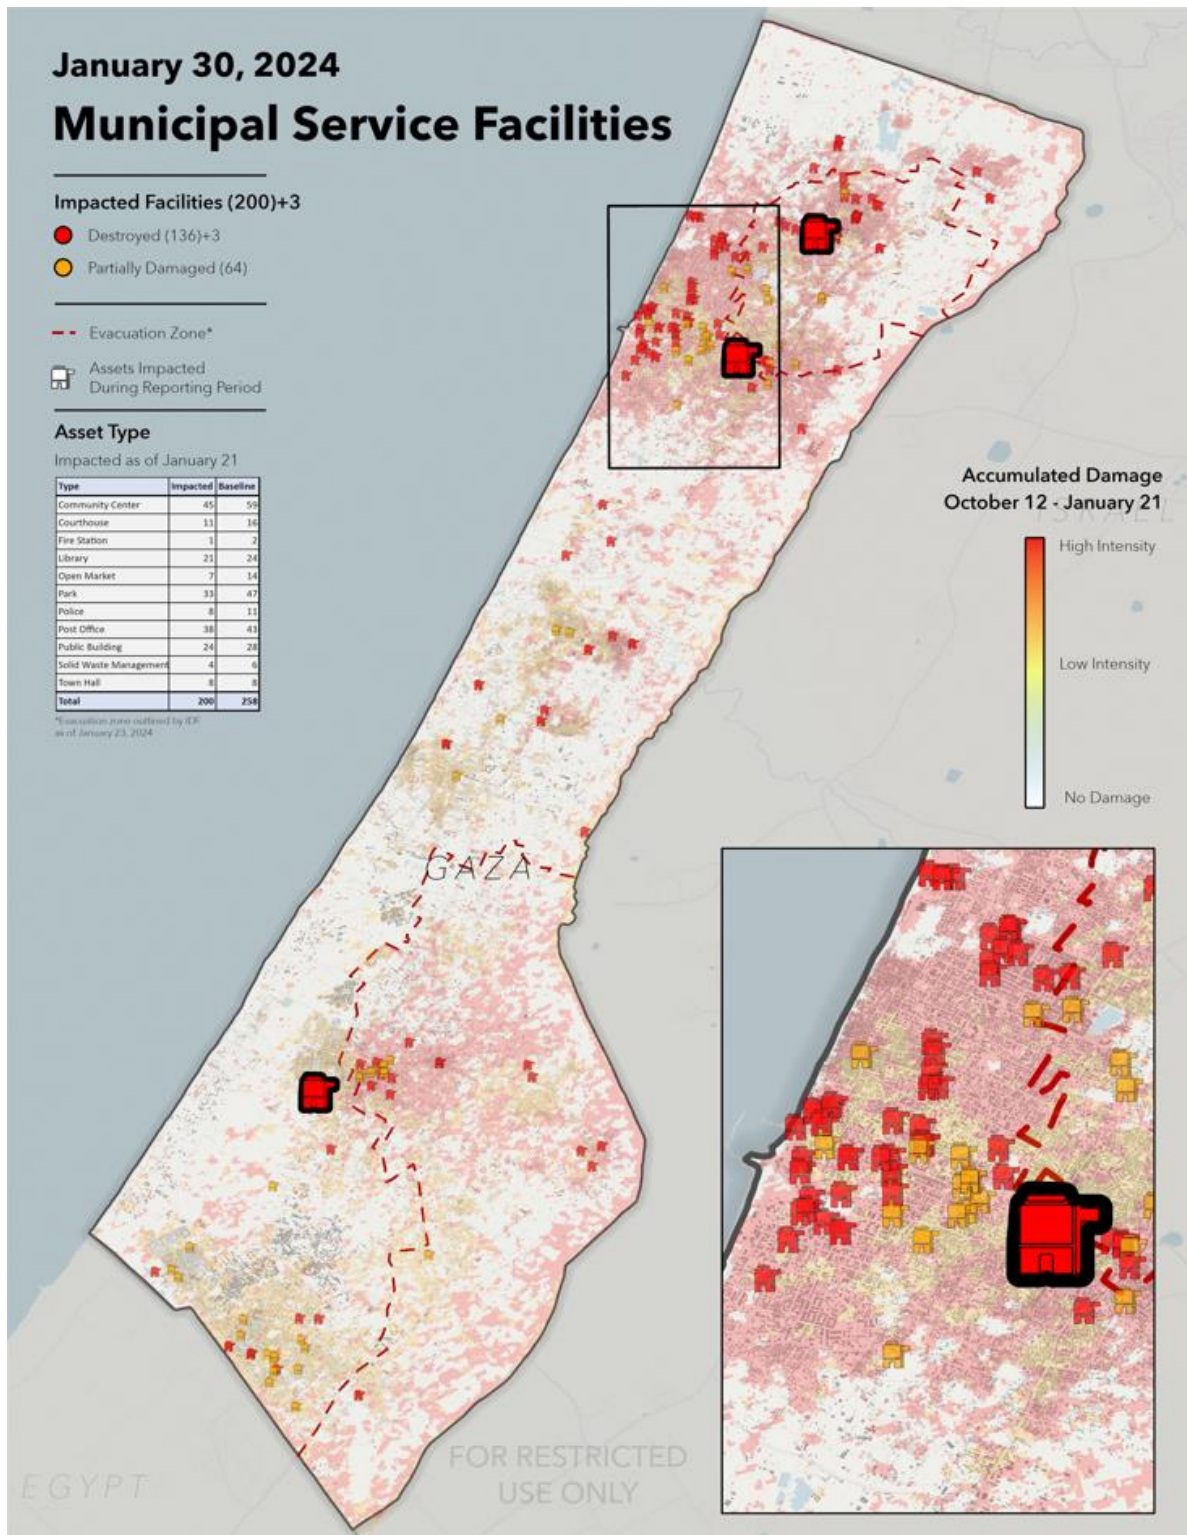 January 30, 2024
Municipal Service Facilities
Impacted Facilities (200)+3
Destroyed (136)+3
Partially Damaged (64)
Evacuation Zone*
Assets Impacted
During Reporting Period
Asset Type
Impacted as of January 21
Type Impacted Baseline
Community Center 45 59
Courthouse 11 16
Fire Station 1 2
Library 21 24
Open Market 7 14
Park 33 47
Police 8 11
Post Office 38 43
Public Building 24 28
Solid Waste Management 4 6
Town Hall 8 8
Total 200 258
*Evacuation zone outlined by IDF
as of January 23, 2024
Accumulated Damage
October 12 - January 21
ISRAEL
High Intensity
Low Intensity
No Damage
GAZA
FOR RESTRICTED
USE ONLY
EGYPT